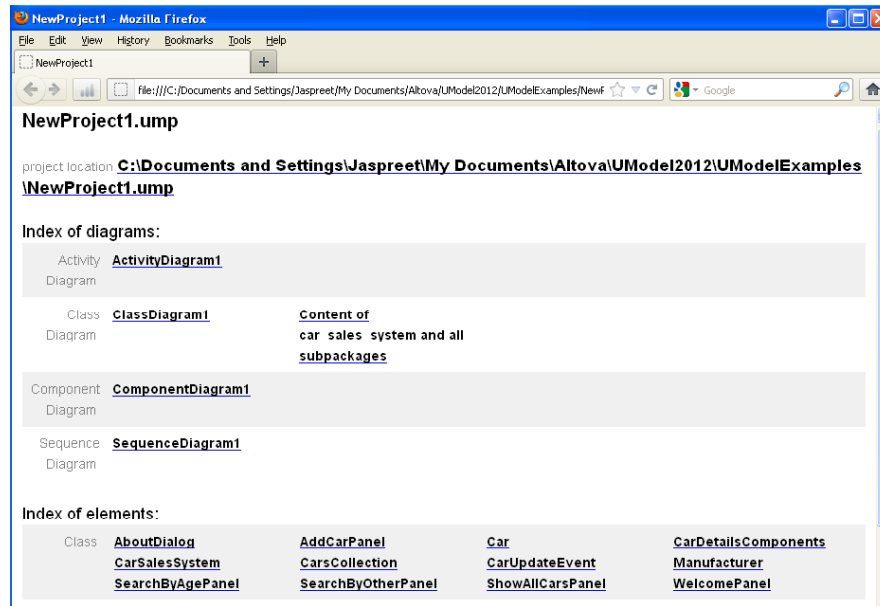 NewProject1 - Mozilla Firefox
File Edit View History Bookmarks Tools Help
NewProject1 +
file:///C:/Documents and Settings/Jaspreet/My Documents/Altova/UModel2012/UModelExamples/NewP Google
NewProject1.ump
project location C:\Documents and Settings\Jaspreet\My Documents\Altova\UModel2012\UModelExamples
\NewProject1.ump
Index of diagrams:
Activity ActivityDiagram1
Diagram
Class ClassDiagram1 Content of
Diagram car sales system and all
subpackages
Component ComponentDiagram1
Diagram
Sequence SequenceDiagram1
Diagram
Index of elements:
Class AboutDialog AddCarPanel Car CarDetailsComponents
CarSalesSystem CarsCollection CarUpdateEvent Manufacturer
SearchByAgePanel SearchByOtherPanel ShowAllCarsPanel WelcomePanel